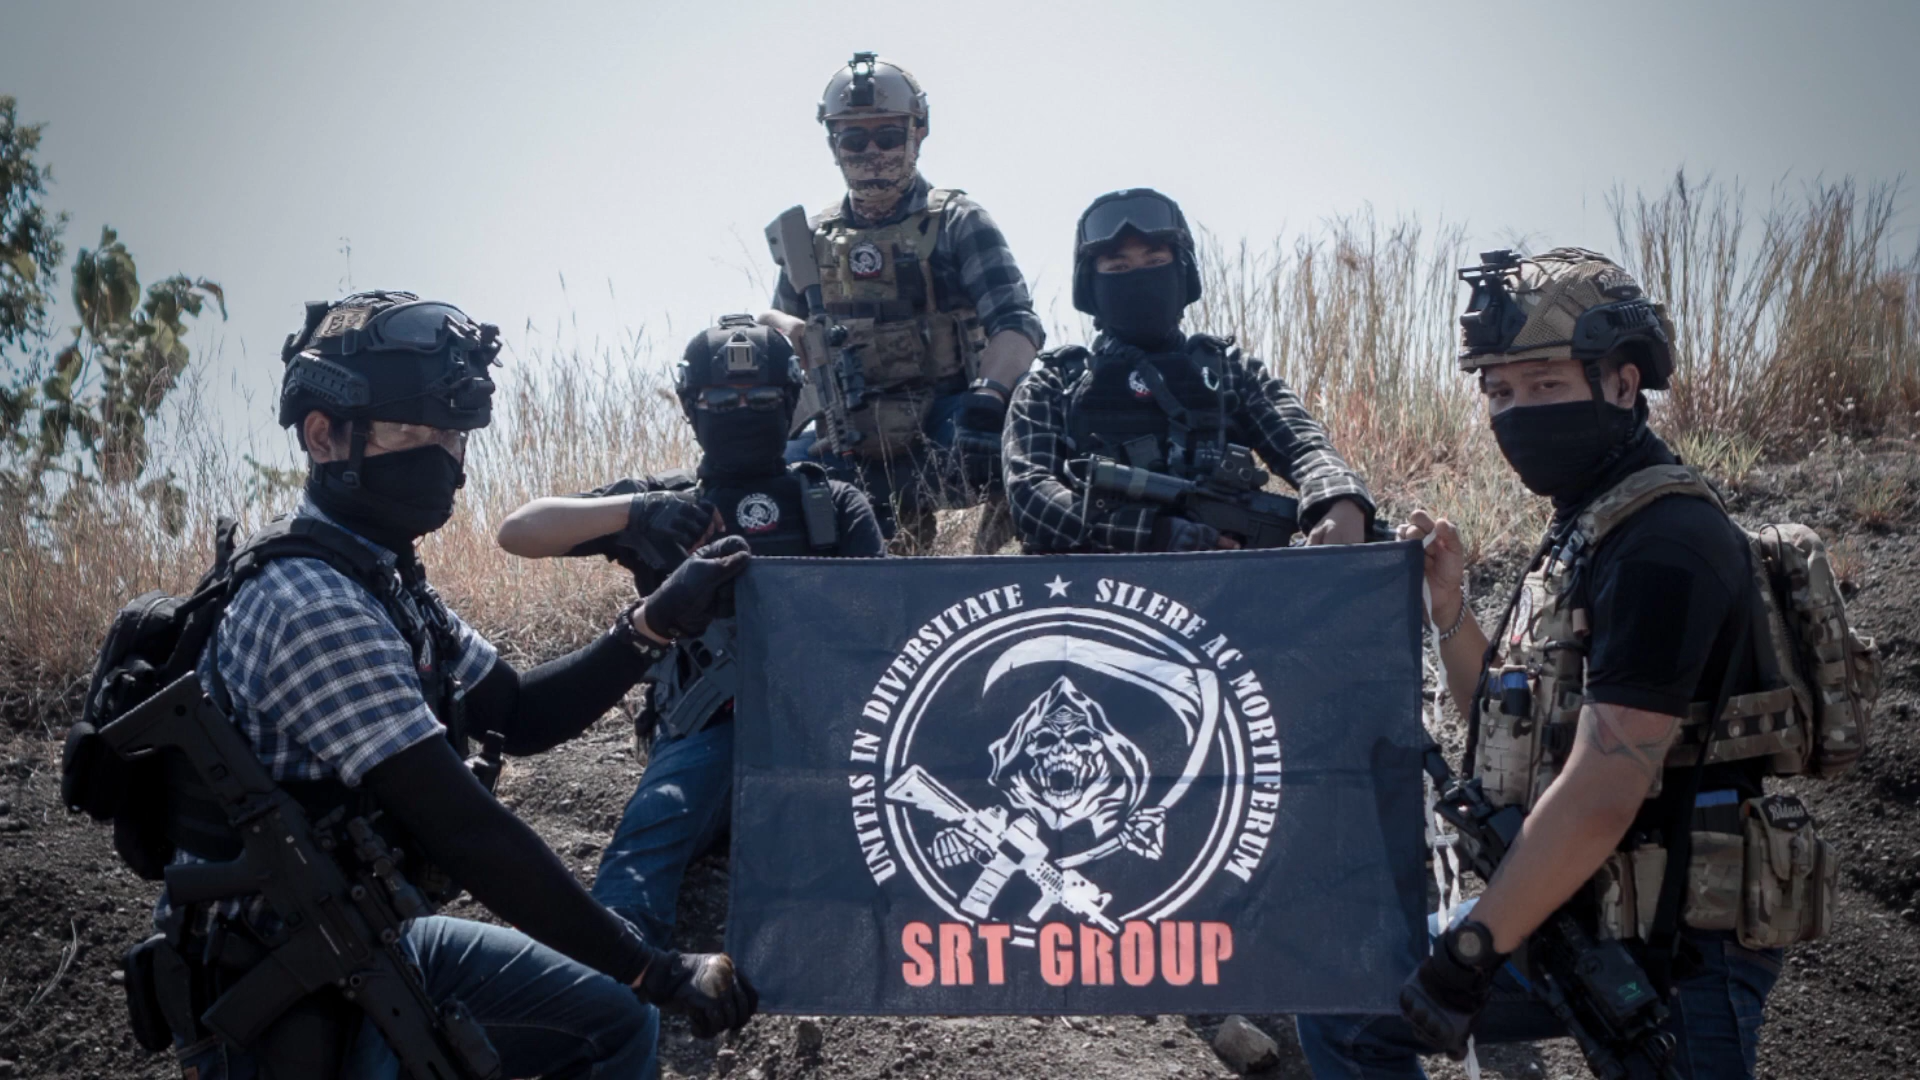 UNITAS IN DIVERSITATE ★ SILERE AC MORTIFERUM
SRT=GROUP